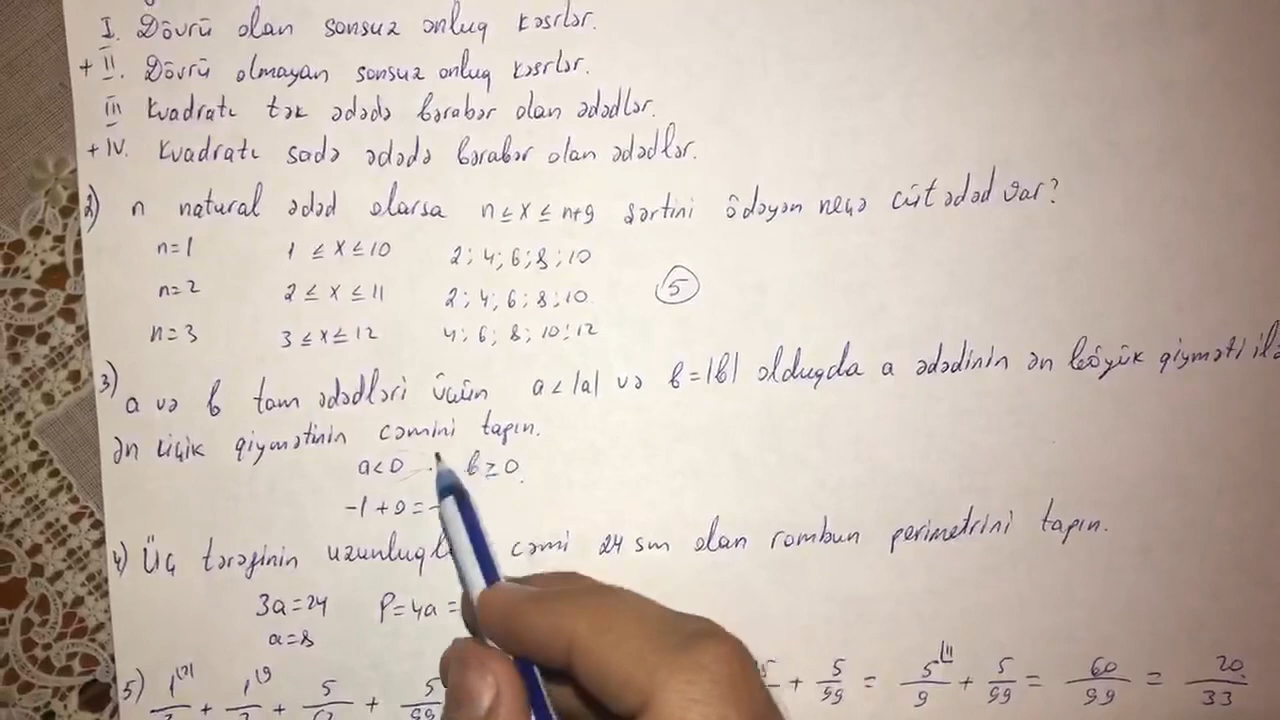 I. Dövrü olan sonsuz onluq kəsrlər.
+ II. Dövrü olmayan sonsuz onluq kəsrlər.
III Kvadratı tək ədədə bərabər olan ədədlər.
+ IV. Kvadratı sadə ədədə bərabər olan ədədlər.
2) n natural ədəd olarsa n ≤ x ≤ n+9 şərtini ödəyən neçə cüt ədəd var?
n=1 1 ≤ x ≤ 10 2; 4; 6; 8; 10
n=2 2 ≤ x ≤ 11 2; 4; 6; 8; 10 5
n=3 3 ≤ x ≤ 12 4; 6; 8; 10; 12
3) a və b tam ədədləri üçün a < |a| və b = |b| olduqda a ədədinin ən böyük qiyməti ilə
ən kiçik qiymətinin cəmini tapın.
a<0 b ≥ 0.
-1+0=-
4) Üç tərəfinin cəmi 24 sm olan rombun perimetrini tapın.
3a=24 P=4a=
a=8
5) + 5/99 = 5/9 + 5/99 = 60/99 = 20/33